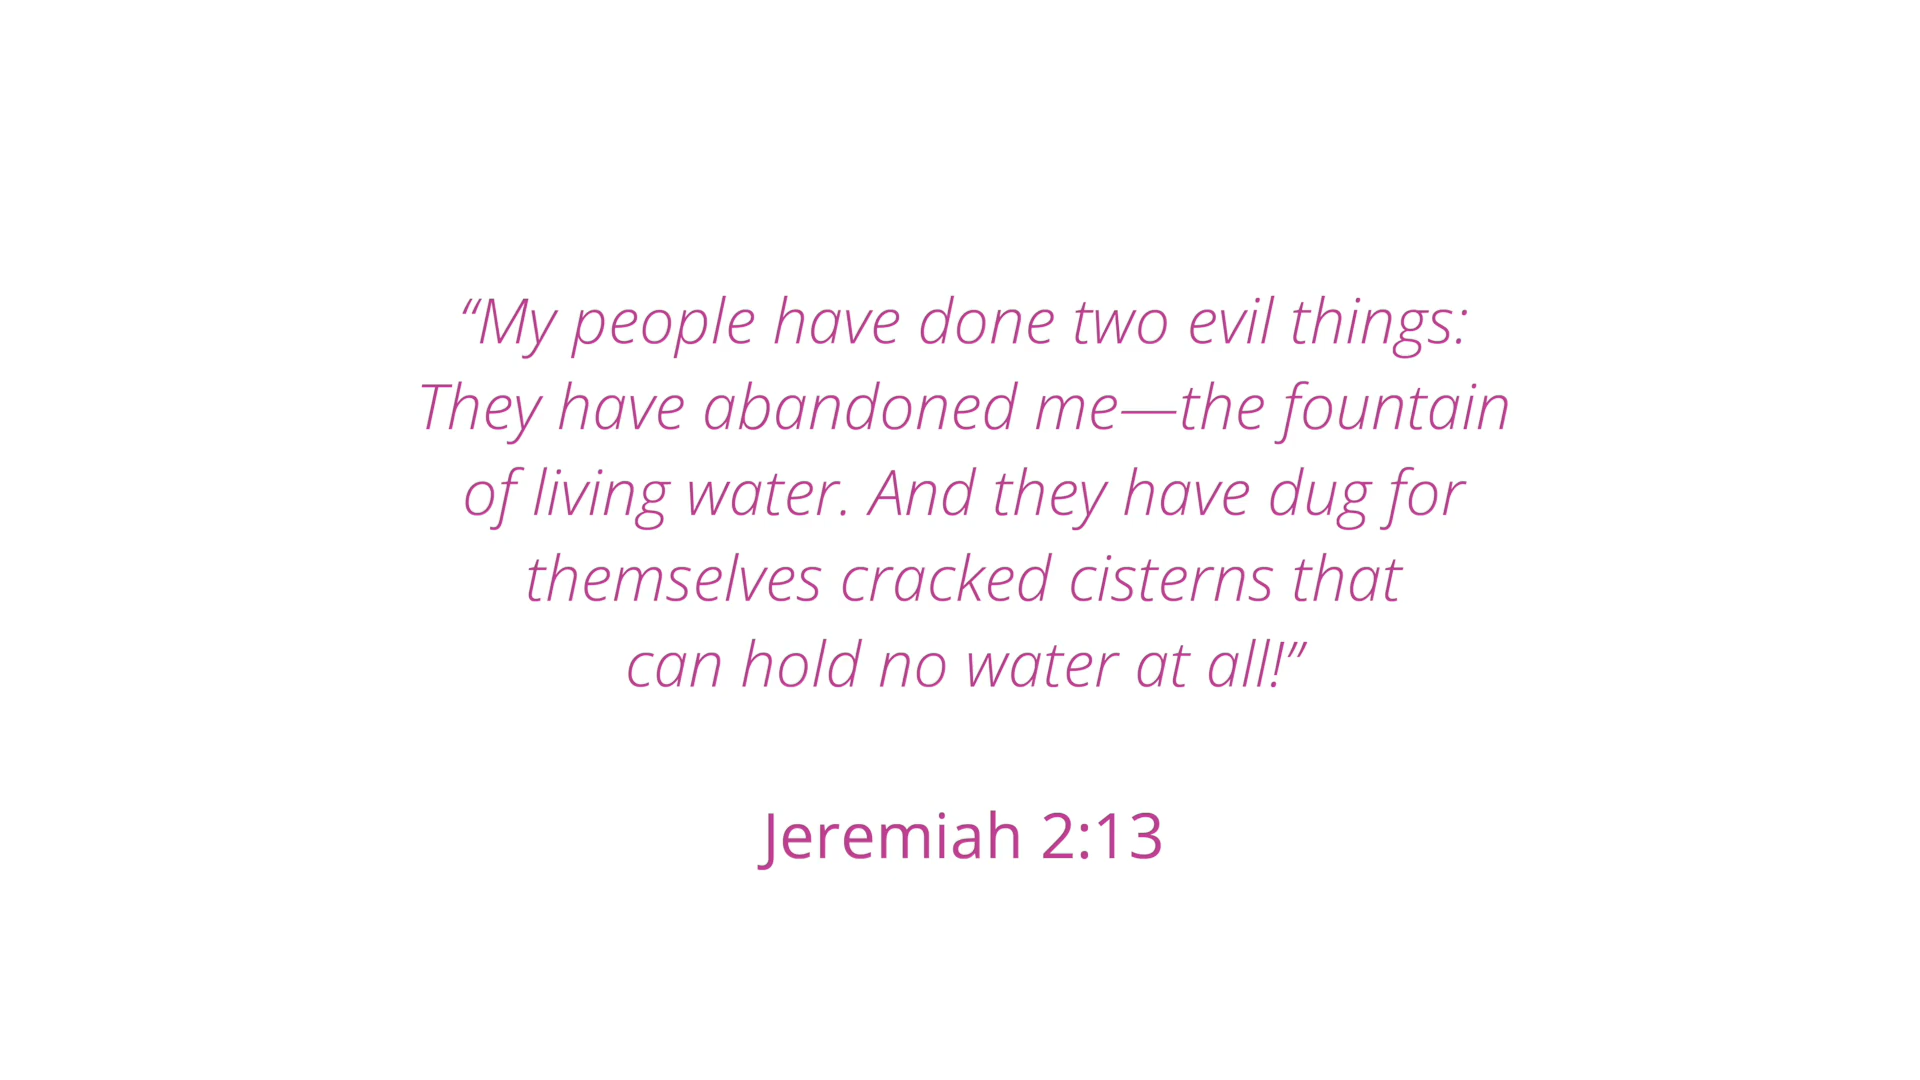 “My people have done two evil things:
They have abandoned me—the fountain
of living water. And they have dug for
themselves cracked cisterns that
can hold no water at all!”
Jeremiah 2:13